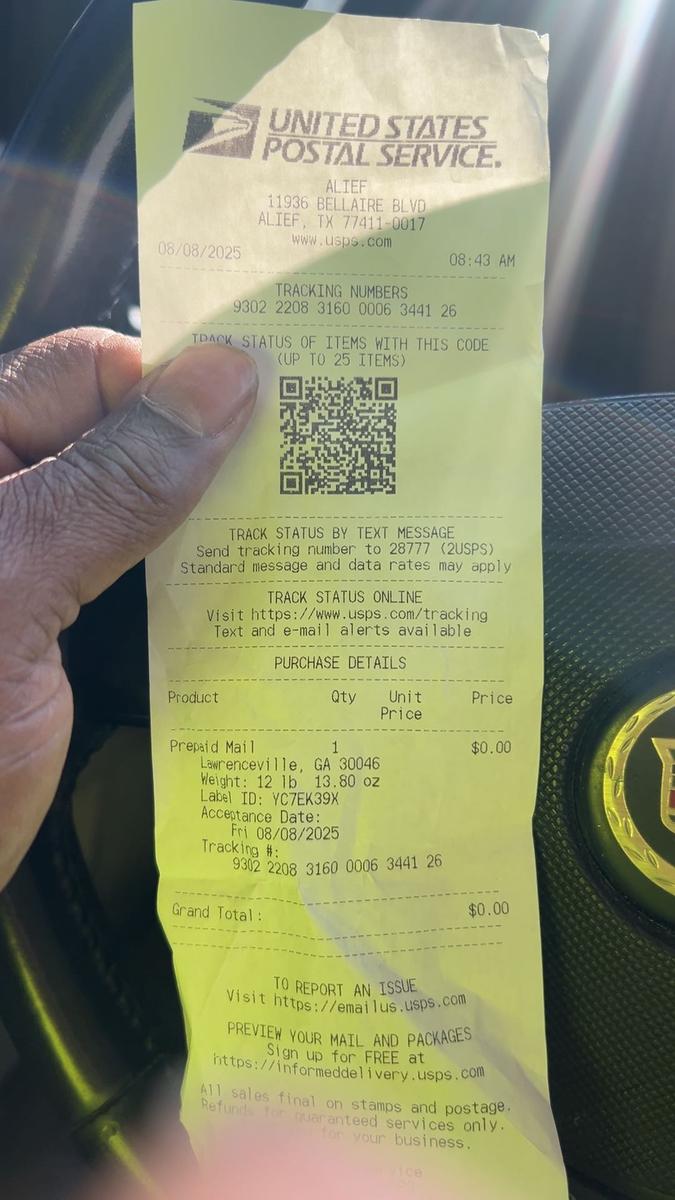 UNITED STATES
POSTAL SERVICE.
ALIEF
11936 BELLAIRE BLVD
ALIEF, TX 77411-0017
www.usps.com
08/08/2025 08:43 AM
TRACKING NUMBERS
9302 2208 3160 0006 3441 26
TRACK STATUS OF ITEMS WITH THIS CODE
(UP TO 25 ITEMS)
TRACK STATUS BY TEXT MESSAGE
Send tracking number to 28777 (2USPS)
Standard message and data rates may apply
TRACK STATUS ONLINE
Visit https://www.usps.com/tracking
Text and e-mail alerts available
PURCHASE DETAILS
Product Qty Unit Price
Price
Prepaid Mail 1 $0.00
Lawrenceville, GA 30046
Weight: 12 lb 13.80 oz
Label ID: YC7EK39X
Acceptance Date:
Fri 08/08/2025
Tracking #:
9302 2208 3160 0006 3441 26
Grand Total: $0.00
TO REPORT AN ISSUE
Visit https://emailus.usps.com
PREVIEW YOUR MAIL AND PACKAGES
Sign up for FREE at
https://informeddelivery.usps.com
All sales final on stamps and postage.
Refunds for guaranteed services only.
for your business.